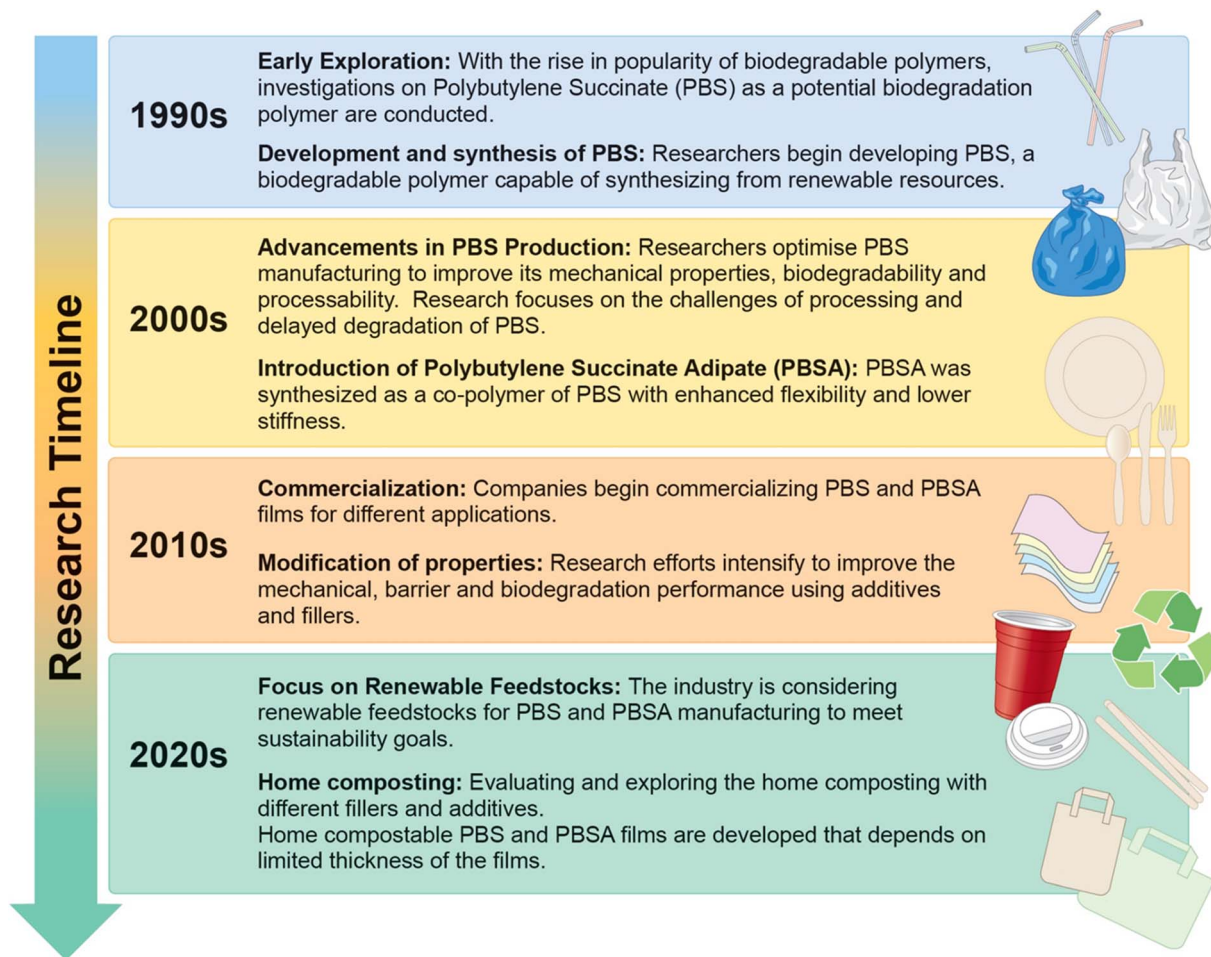 Research Timeline
1990s
Early Exploration: With the rise in popularity of biodegradable polymers,
investigations on Polybutylene Succinate (PBS) as a potential biodegradation
polymer are conducted.
Development and synthesis of PBS: Researchers begin developing PBS, a
biodegradable polymer capable of synthesizing from renewable resources.
2000s
Advancements in PBS Production: Researchers optimise PBS
manufacturing to improve its mechanical properties, biodegradability and
processability. Research focuses on the challenges of processing and
delayed degradation of PBS.
Introduction of Polybutylene Succinate Adipate (PBSA): PBSA was
synthesized as a co-polymer of PBS with enhanced flexibility and lower
stiffness.
2010s
Commercialization: Companies begin commercializing PBS and PBSA
films for different applications.
Modification of properties: Research efforts intensify to improve the
mechanical, barrier and biodegradation performance using additives
and fillers.
2020s
Focus on Renewable Feedstocks: The industry is considering
renewable feedstocks for PBS and PBSA manufacturing to meet
sustainability goals.
Home composting: Evaluating and exploring the home composting with
different fillers and additives.
Home compostable PBS and PBSA films are developed that depends on
limited thickness of the films.